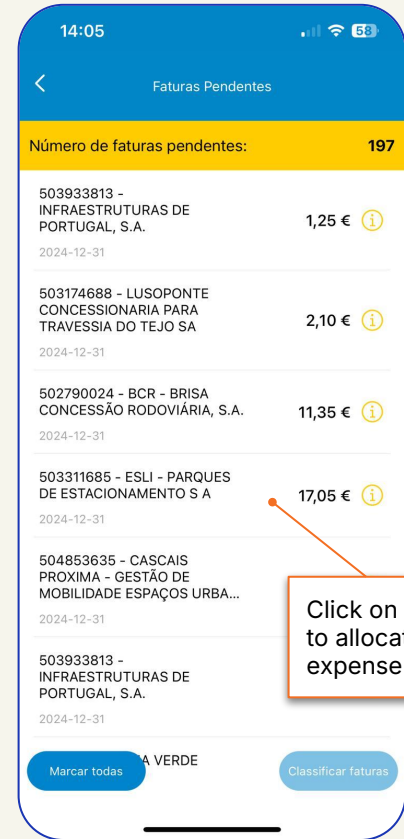 14:05
58
Faturas Pendentes
Número de faturas pendentes: 197
503933813 -
INFRAESTRUTURAS DE
PORTUGAL, S.A.
1,25 €
2024-12-31
503174688 - LUSOPONTE
CONCESSIONARIA PARA
TRAVESSIA DO TEJO SA
2,10 €
2024-12-31
502790024 - BCR - BRISA
CONCESSÃO RODOVIÁRIA, S.A.
11,35 €
2024-12-31
503311685 - ESLI - PARQUES
DE ESTACIONAMENTO S A
17,05 €
2024-12-31
504853635 - CASCAIS
PROXIMA - GESTÃO DE
MOBILIDADE ESPAÇOS URBA...
2024-12-31
Click on
to alloca
expense
503933813 -
INFRAESTRUTURAS DE
PORTUGAL, S.A.
2024-12-31
A VERDE
Marcar todas
Classificar faturas